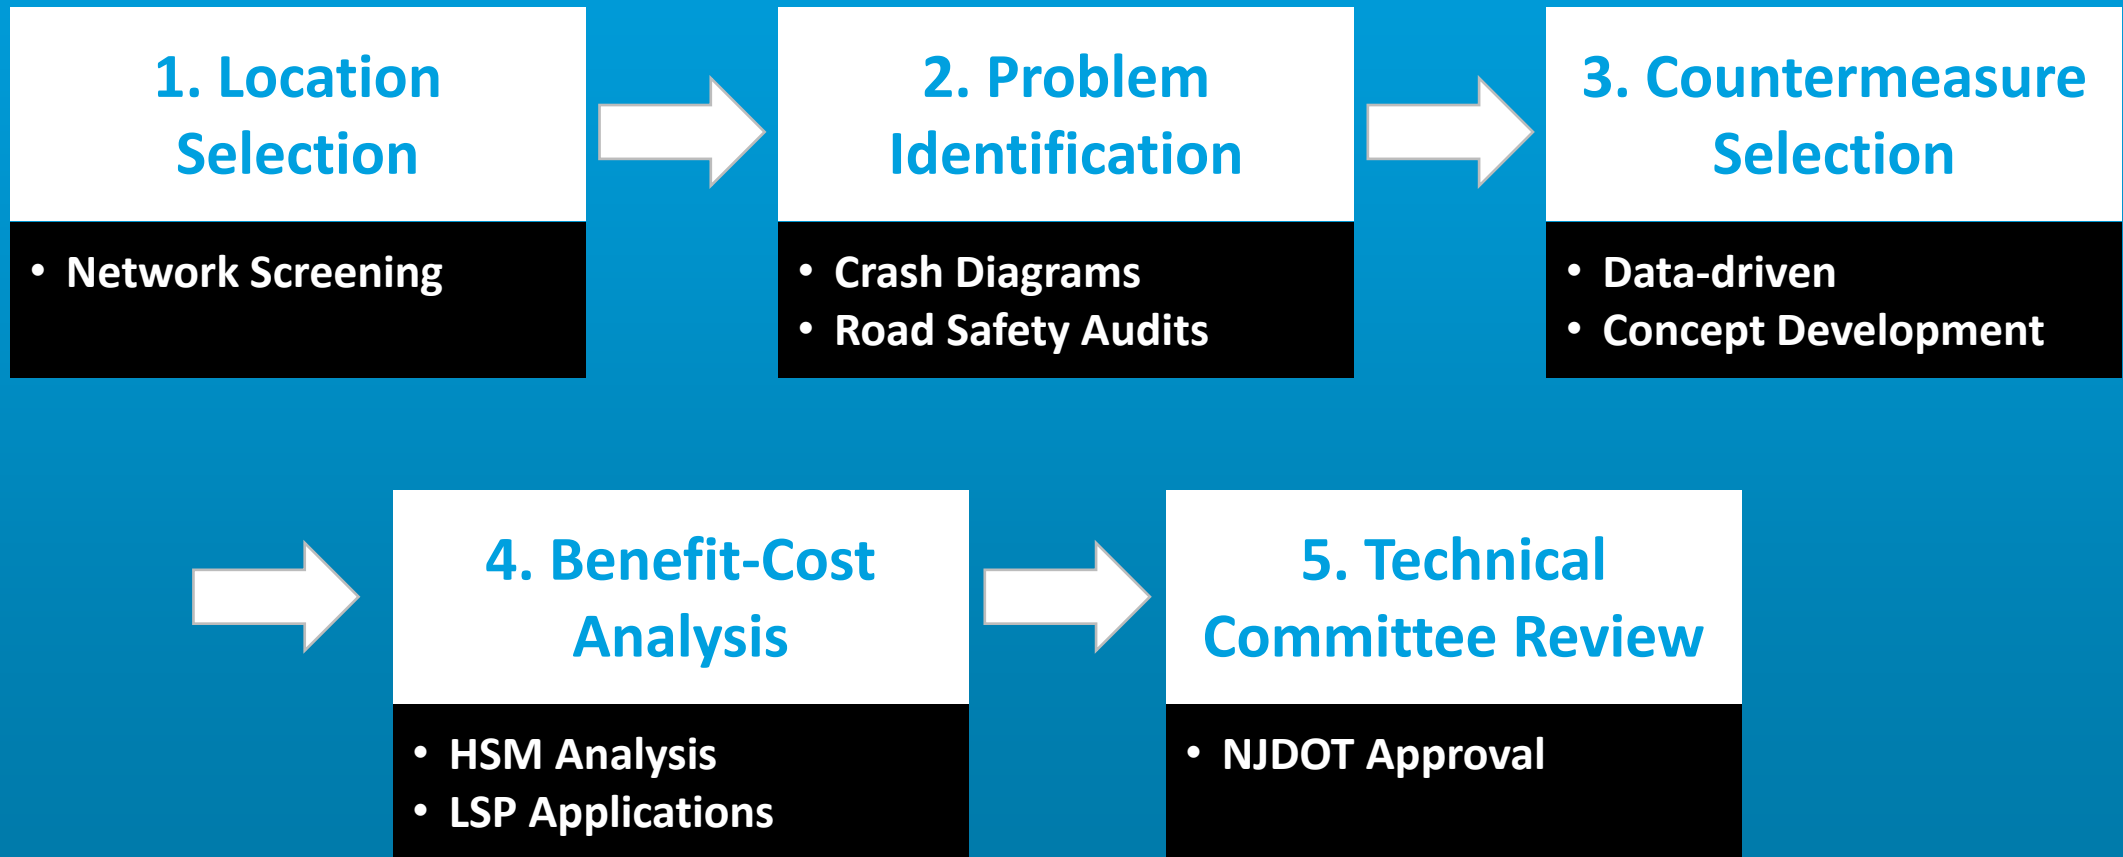 1. Location
Selection
• Network Screening
2. Problem
Identification
• Crash Diagrams
• Road Safety Audits
3. Countermeasure
Selection
• Data-driven
• Concept Development
4. Benefit-Cost
Analysis
• HSM Analysis
• LSP Applications
5. Technical
Committee Review
• NJDOT Approval